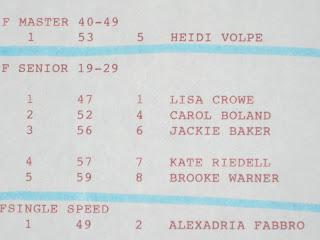 F MASTER 40-49
1 53 5 HEIDI VOLPE
F SENIOR 19-29
1 47 1 LISA CROWE
2 52 4 CAROL BOLAND
3 56 6 JACKIE BAKER
4 57 7 KATE RIEDELL
5 59 8 BROOKE WARNER
FSINGLE SPEED
1 49 2 ALEXADRIA FABBRO